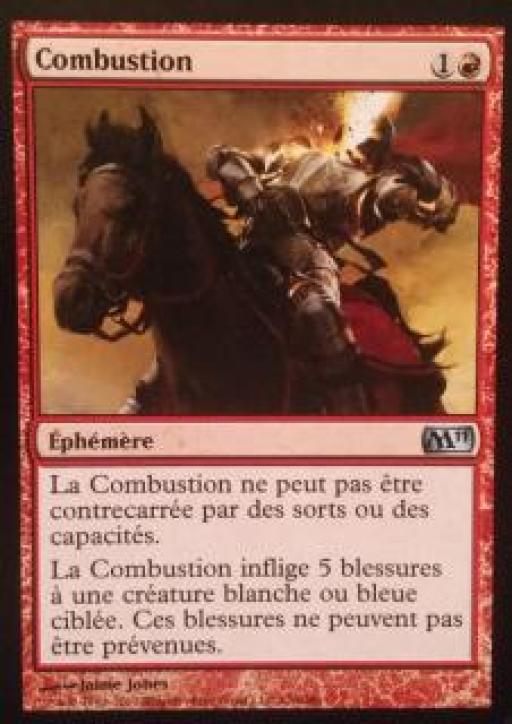 Combustion
1
Éphémère
M11
La Combustion ne peut pas être
contrecarrée par des sorts ou des
capacités.
La Combustion inflige 5 blessures
à une créature blanche ou bleue
ciblée. Ces blessures ne peuvent pas
être prévenues.
Jaime Jones